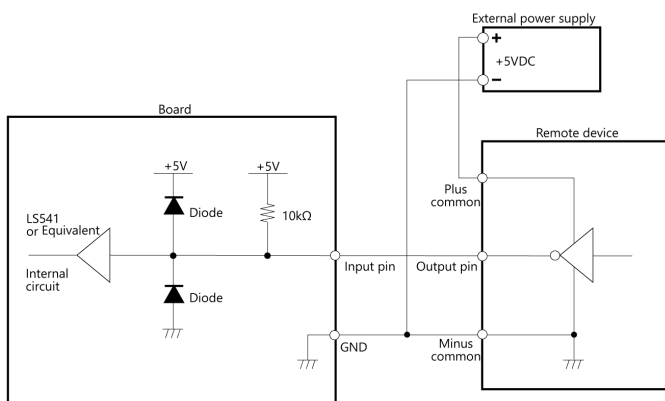 External power supply
+
+5VDC
−
Board
Remote device
+5V
+5V
Plus
common
LS541
or Equivalent
Diode
10kΩ
Input pin
Output pin
Internal
circuit
Diode
GND
Minus
common